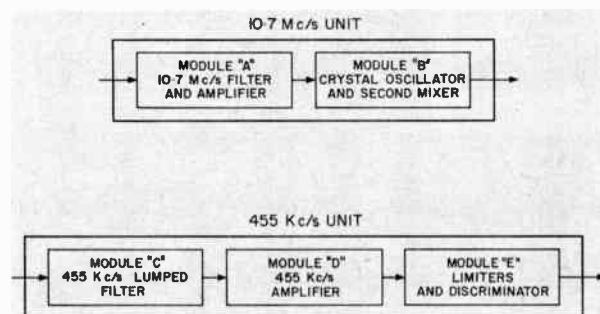 10·7 Mc/s UNIT
MODULE "A"
10·7 Mc/s FILTER
AND AMPLIFIER
MODULE "B"
CRYSTAL OSCILLATOR
AND SECOND MIXER
455 Kc/s UNIT
MODULE "C"
455 Kc/s LUMPED
FILTER
MODULE "D"
455 Kc/s
AMPLIFIER
MODULE "E"
LIMITERS
AND DISCRIMINATOR